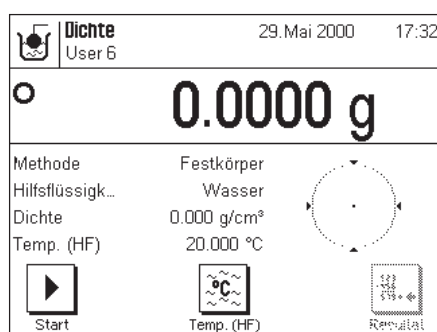 Dichte 29.Mai 2000 17:32
User 6
0.0000 g
Methode Festkörper
Hilfsflüssigk... Wasser
Dichte 0.000 g/cm³
Temp. (HF) 20.000 °C
°C
Start Temp. (HF) Resultat